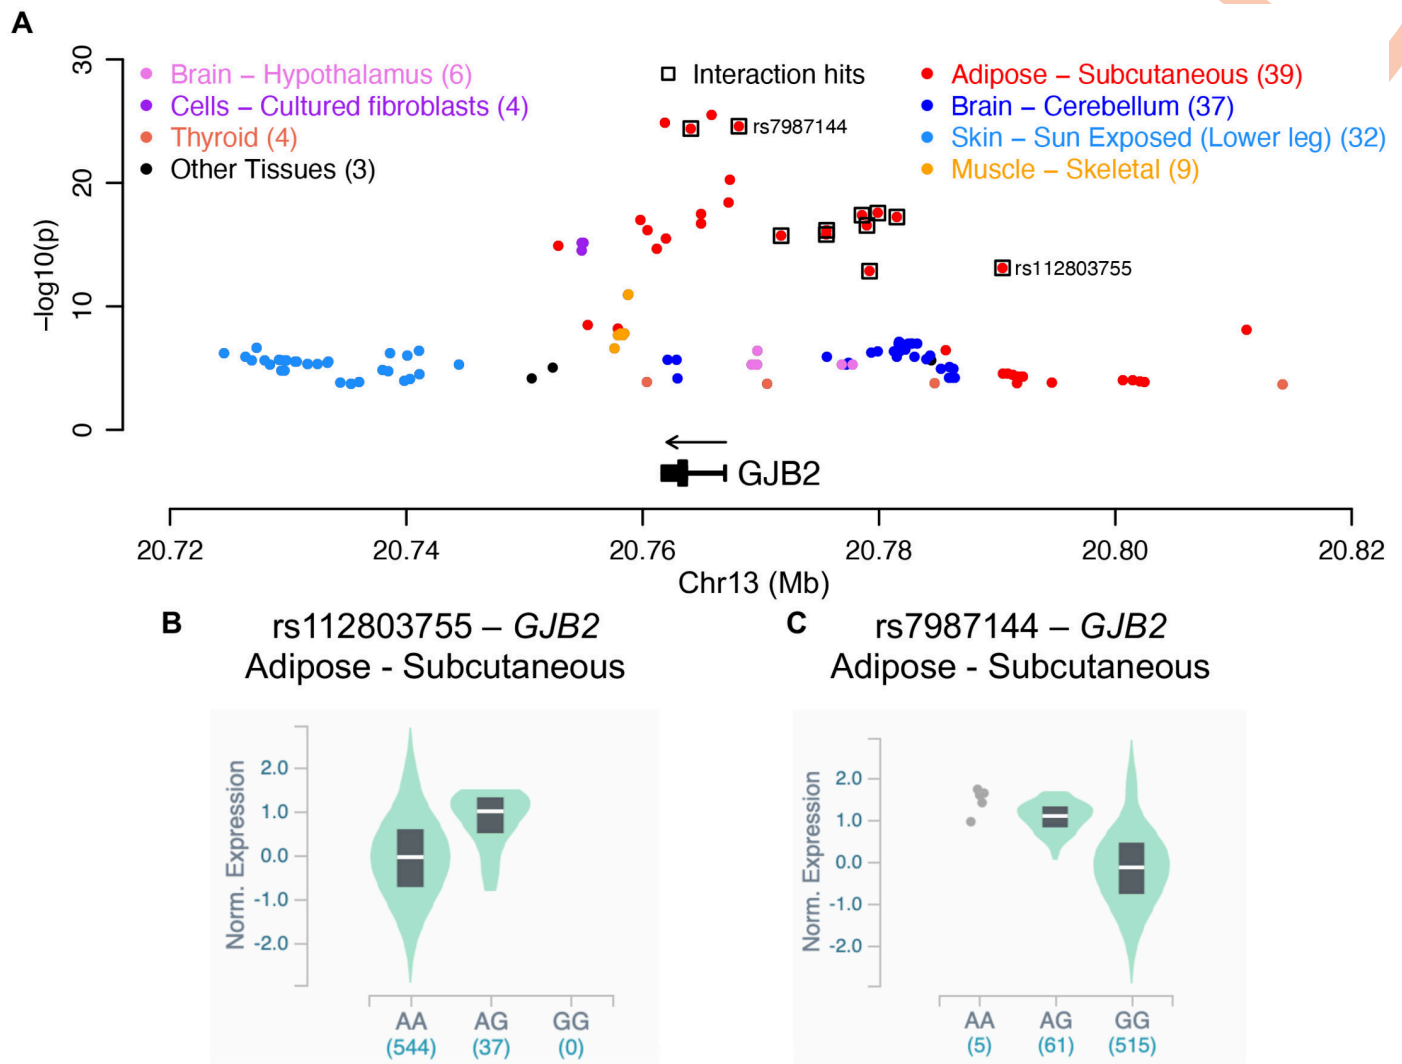 A
30
20
10
0
−log10(p)
Brain − Hypothalamus (6)
Cells − Cultured fibroblasts (4)
Thyroid (4)
Other Tissues (3)
Interaction hits
Adipose − Subcutaneous (39)
Brain − Cerebellum (37)
Skin − Sun Exposed (Lower leg) (32)
Muscle − Skeletal (9)
rs7987144
rs112803755
GJB2
20.72 20.74 20.76 20.78 20.80 20.82
Chr13 (Mb)
B
rs112803755 – GJB2
Adipose - Subcutaneous
Norm. Expression
2.0
1.0
0.0
-1.0
-2.0
AA AG GG
(544) (37) (0)
C
rs7987144 – GJB2
Adipose - Subcutaneous
Norm. Expression
2.0
1.0
0.0
-1.0
-2.0
AA AG GG
(5) (61) (515)